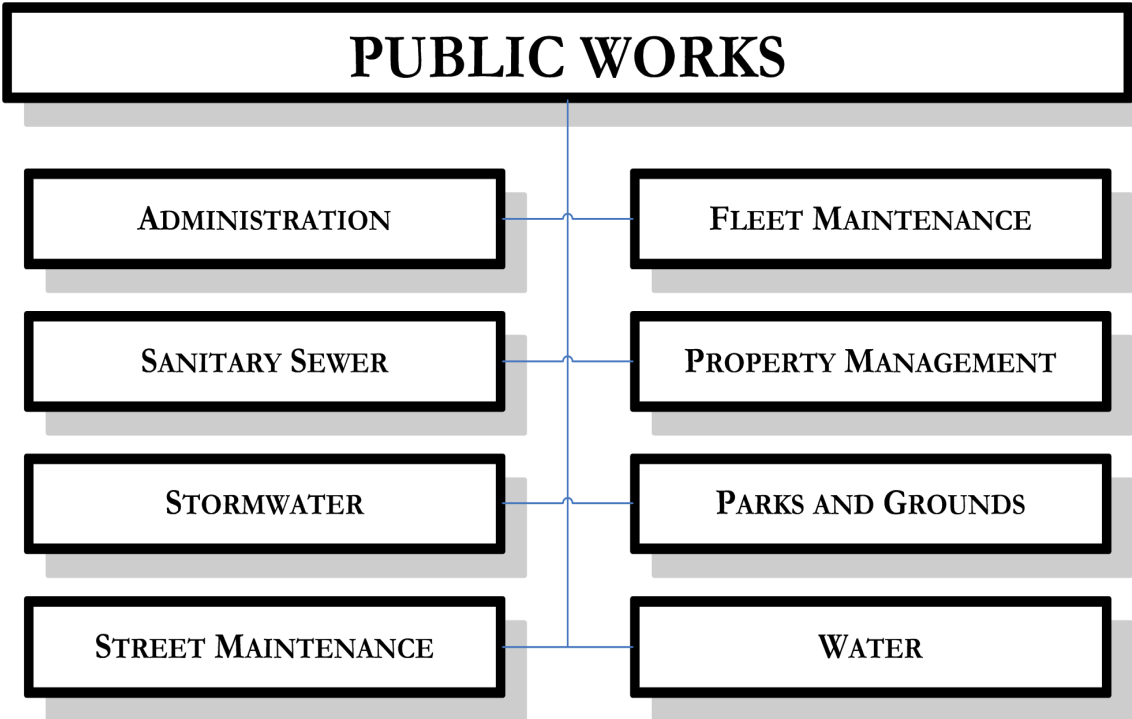 PUBLIC WORKS
ADMINISTRATION
FLEET MAINTENANCE
SANITARY SEWER
PROPERTY MANAGEMENT
STORMWATER
PARKS AND GROUNDS
STREET MAINTENANCE
WATER